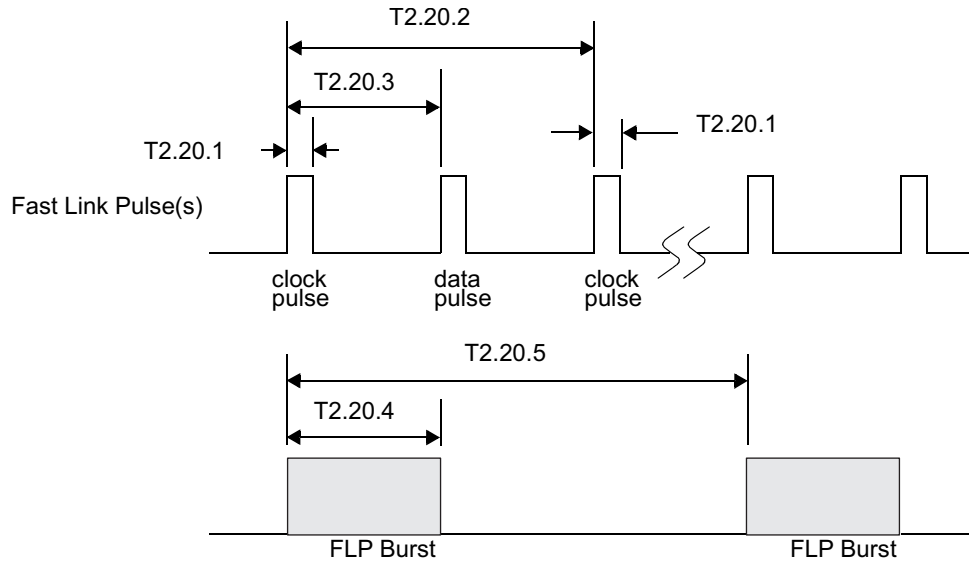 T2.20.2
T2.20.3
T2.20.1
T2.20.1
Fast Link Pulse(s)
clock
pulse
data
pulse
clock
pulse
T2.20.5
T2.20.4
FLP Burst
FLP Burst